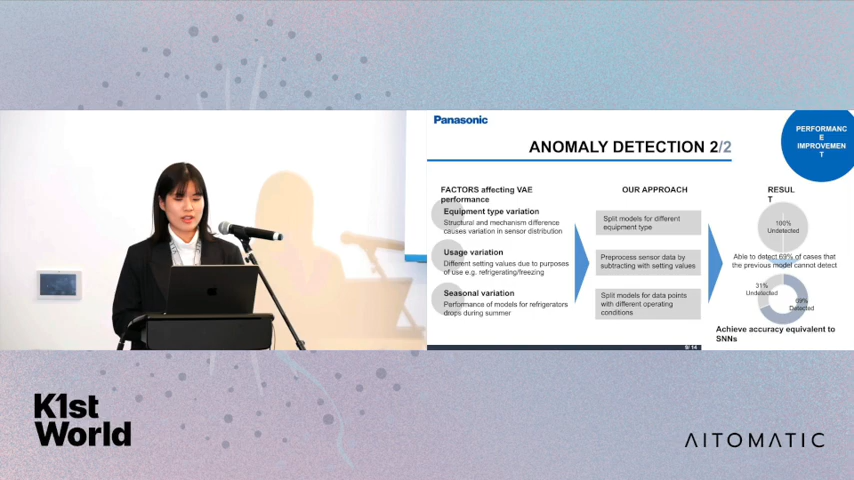 Panasonic
ANOMALY DETECTION 2/2
PERFORMANC
E
IMPROVEMEN
T
FACTORS affecting VAE
performance
Equipment type variation
Structural and mechanism difference
causes variation in sensor distribution
Usage variation
Different setting values due to purposes
of use e.g. refrigerating/freezing
Seasonal variation
Performance of models for refrigerators
drops during summer
OUR APPROACH
Split models for different
equipment type
Preprocess sensor data by
subtracting with setting values
Split models for data points
with different operating
conditions
RESUL
T
100%
Undetected
Able to detect 69% of cases that
the previous model cannot detect
31%
Undetected
69%
Detected
Achieve accuracy equivalent to
SNNs
9/ 14
K1st
World
AITOMATIC